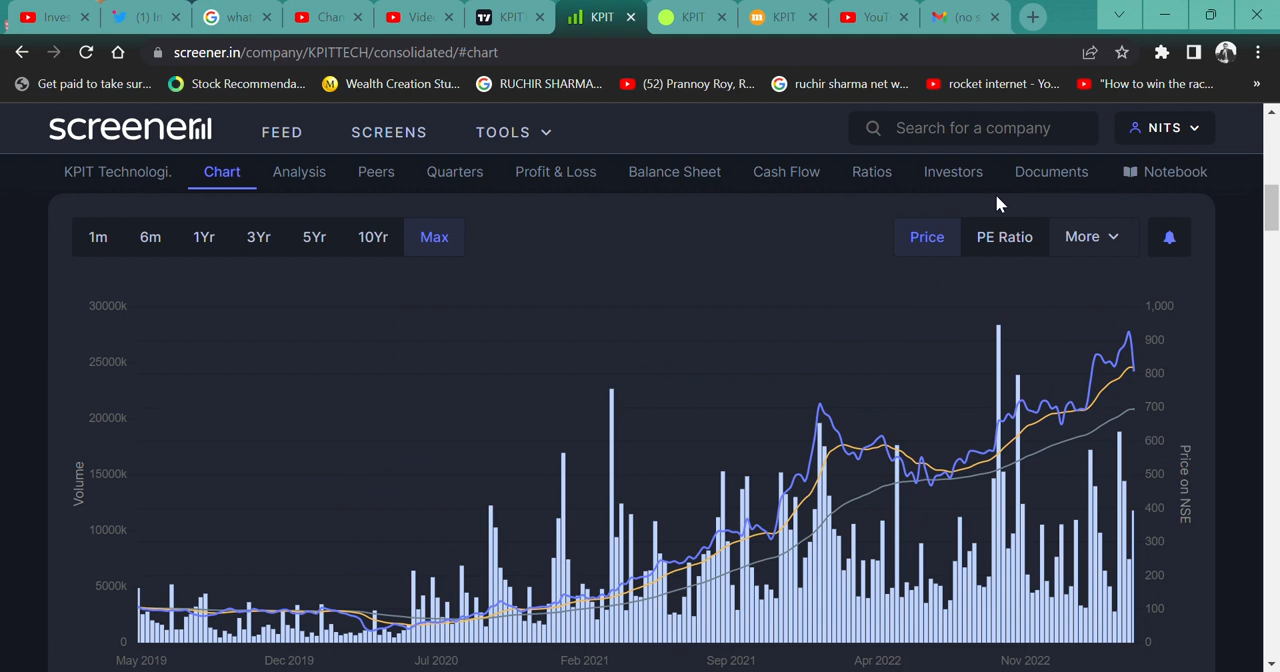 Inves
(1) In
what
Chan
Video
KPIT
KPIT
KPIT
KPIT
YouT
(no s
screener.in/company/KPITTECH/consolidated/#chart
Get paid to take sur...
Stock Recommenda...
Wealth Creation Stu...
RUCHIR SHARMA...
(52) Prannoy Roy, R...
ruchir sharma net w...
rocket internet - Yo...
"How to win the rac...
»
screener
FEED
SCREENS
TOOLS
Search for a company
NITS
KPIT Technologi.
Chart
Analysis
Peers
Quarters
Profit & Loss
Balance Sheet
Cash Flow
Ratios
Investors
Documents
Notebook
1m
6m
1Yr
3Yr
5Yr
10Yr
Max
Price
PE Ratio
More
30000k
25000k
20000k
15000k
10000k
5000k
0
Volume
1,000
900
800
700
600
500
400
300
200
100
0
Price on NSE
May 2019
Dec 2019
Jul 2020
Feb 2021
Sep 2021
Apr 2022
Nov 2022